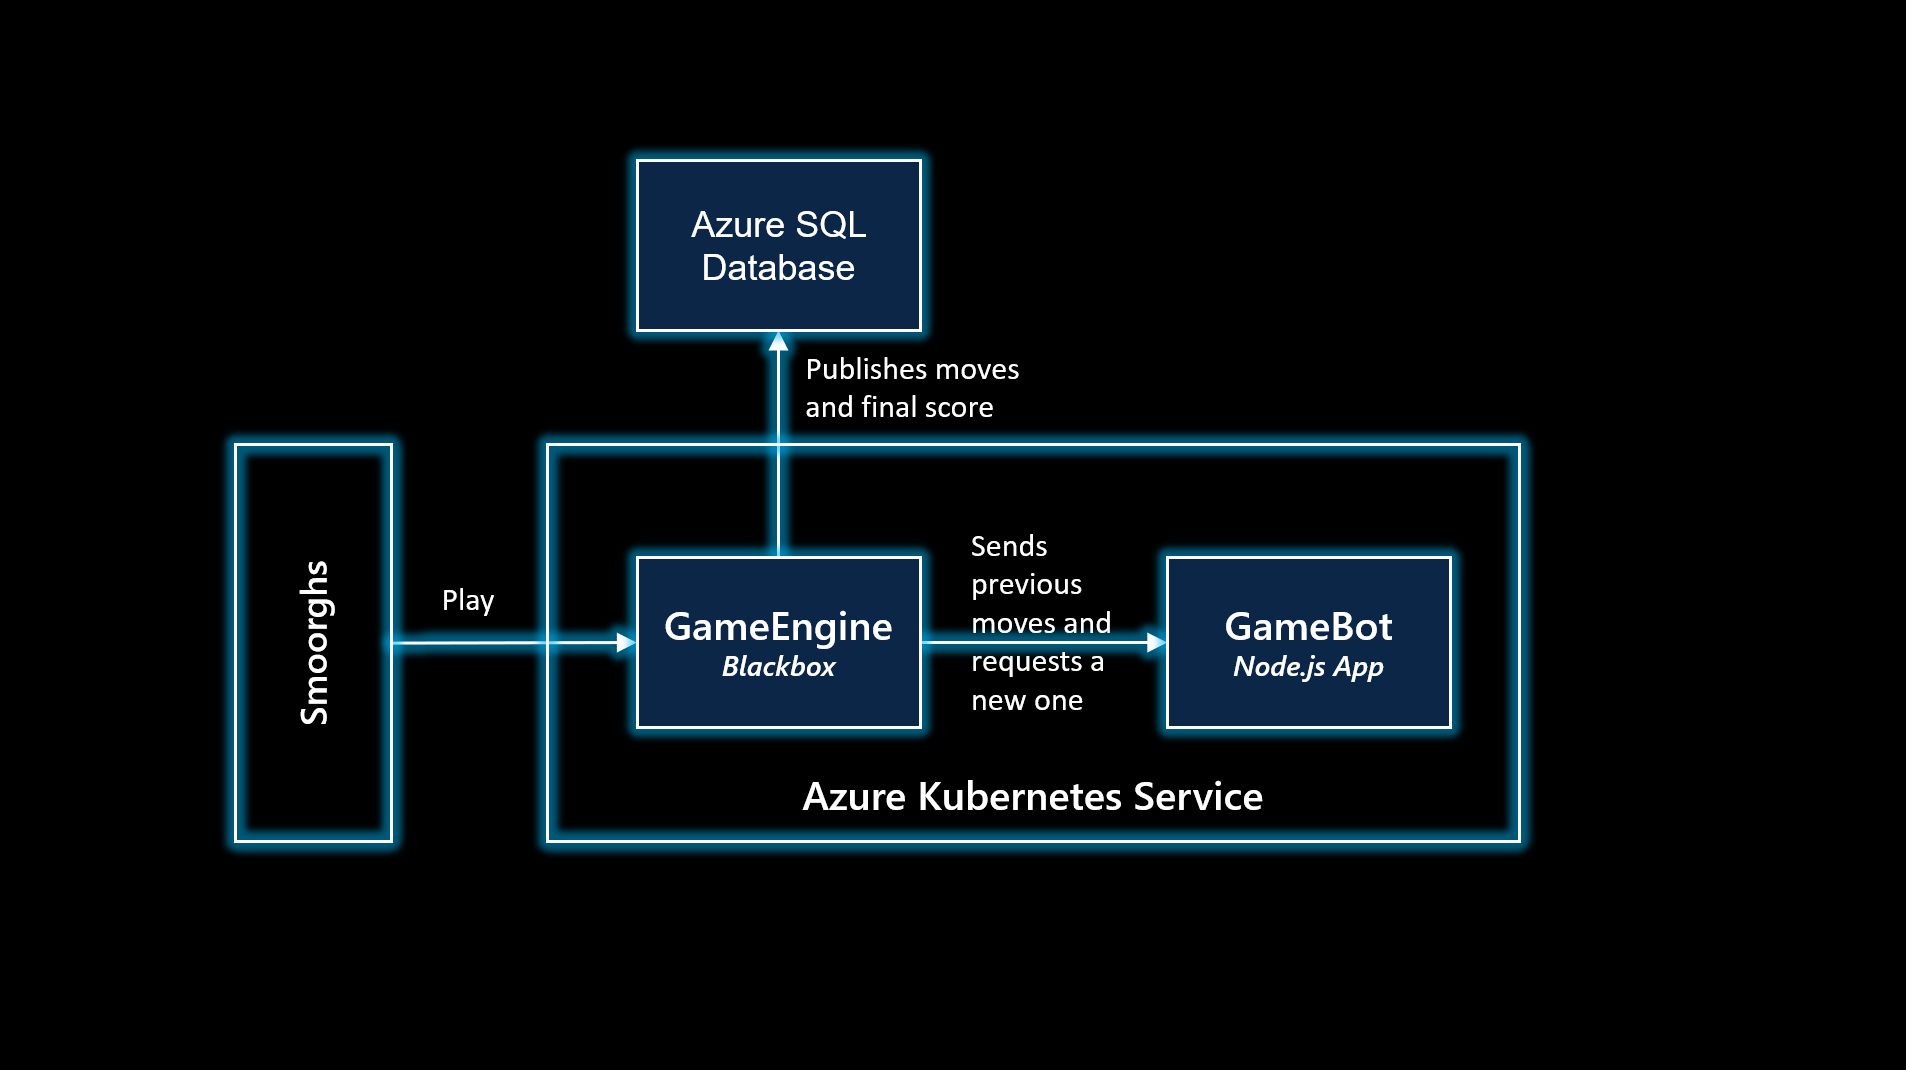 Azure SQL
Database
Publishes moves
and final score
Smoorghs
Play
GameEngine
Blackbox
Sends
previous
moves and
requests a
new one
GameBot
Node.js App
Azure Kubernetes Service